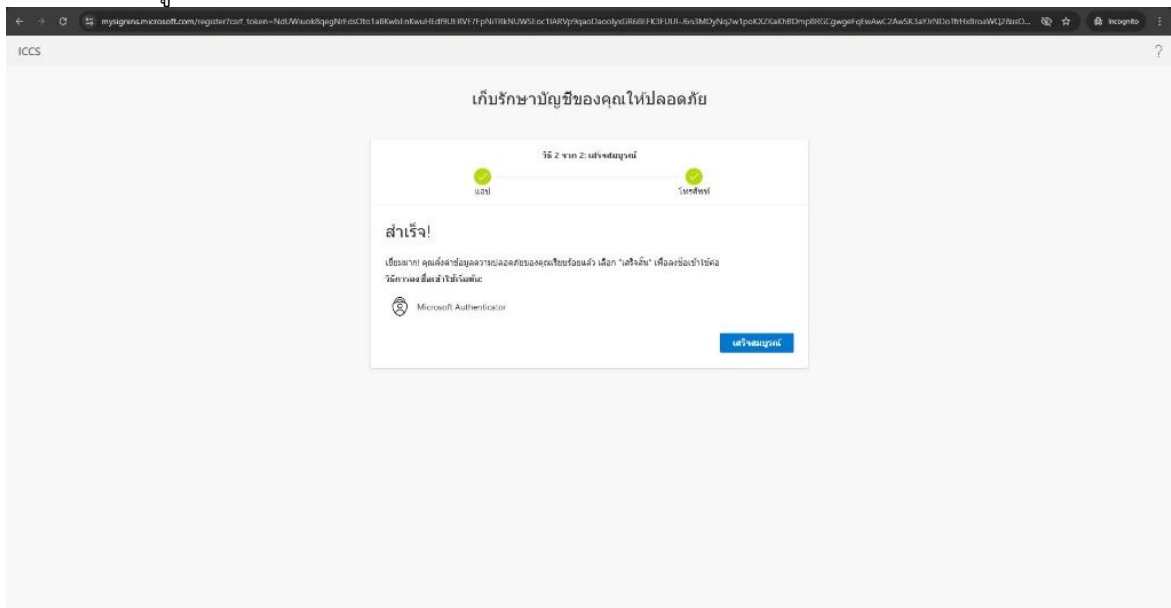 ICCS
?
เก็บรักษาบัญชีของคุณให้ปลอดภัย
วิธี 2 จาก 2: เสร็จสมบูรณ์
แอป
โทรศัพท์
สำเร็จ!
เยี่ยมมาก! คุณตั้งค่าข้อมูลความปลอดภัยของคุณเรียบร้อยแล้ว เลือก "เสร็จสิ้น" เพื่อลงชื่อเข้าใช้ต่อ
วิธีการลงชื่อเข้าใช้เริ่มต้น:
Microsoft Authenticator
เสร็จสมบูรณ์